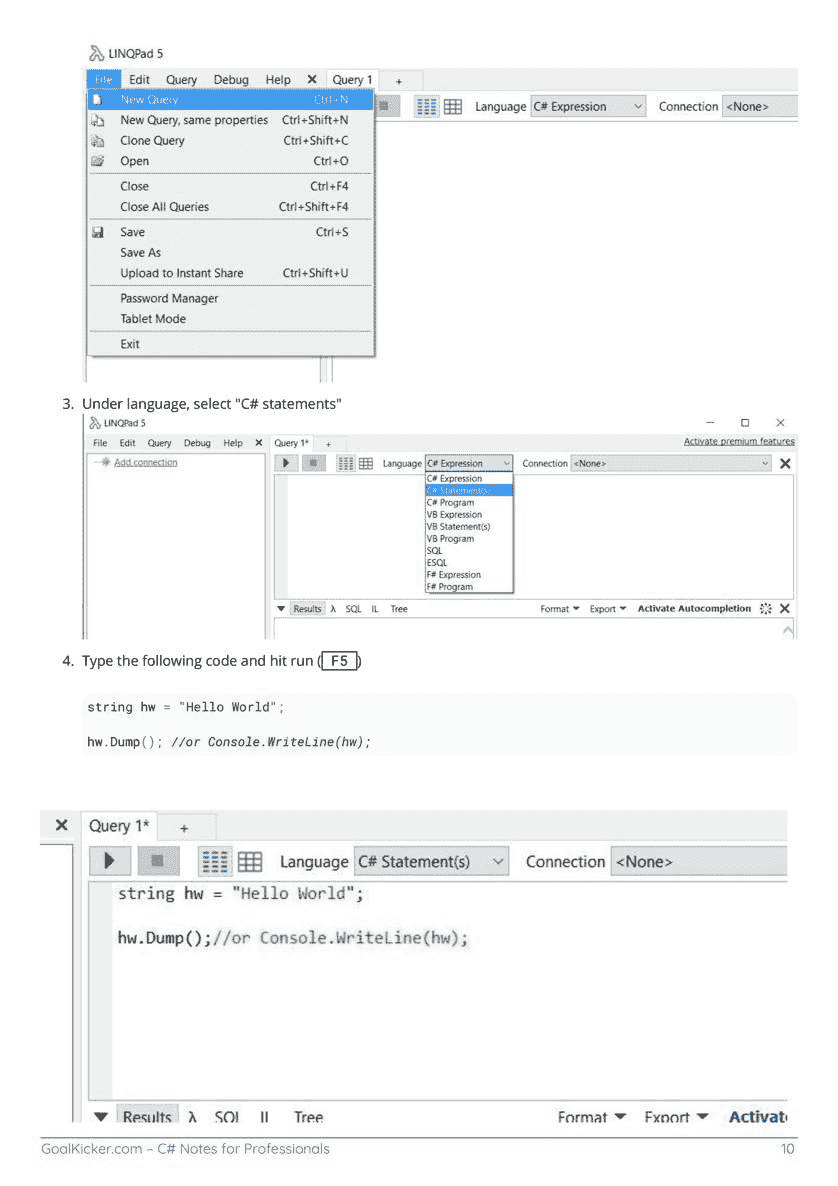 LINQPad 5
File Edit Query Debug Help X Query 1 +
New Query Ctrl+N
Language C# Expression Connection <None>
New Query, same properties Ctrl+Shift+N
Clone Query Ctrl+Shift+C
Open Ctrl+O
Close Ctrl+F4
Close All Queries Ctrl+Shift+F4
Save Ctrl+S
Save As
Upload to Instant Share Ctrl+Shift+U
Password Manager
Tablet Mode
Exit
3. Under language, select "C# statements"
LINQPad 5
File Edit Query Debug Help X Query 1* + Activate premium features
Add connection
Language C# Expression Connection <None>
C# Expression
C# Statement(s)
C# Program
VB Expression
VB Statement(s)
VB Program
SQL
ESQL
F# Expression
F# Program
Results λ SQL IL Tree Format Export Activate Autocompletion
4. Type the following code and hit run ( F5 )
string hw = "Hello World";
hw.Dump(); //or Console.WriteLine(hw);
X Query 1* +
Language C# Statement(s) Connection <None>
string hw = "Hello World";
hw.Dump();//or Console.WriteLine(hw);
Results λ SQL IL Tree Format Export Activat
GoalKicker.com – C# Notes for Professionals 10